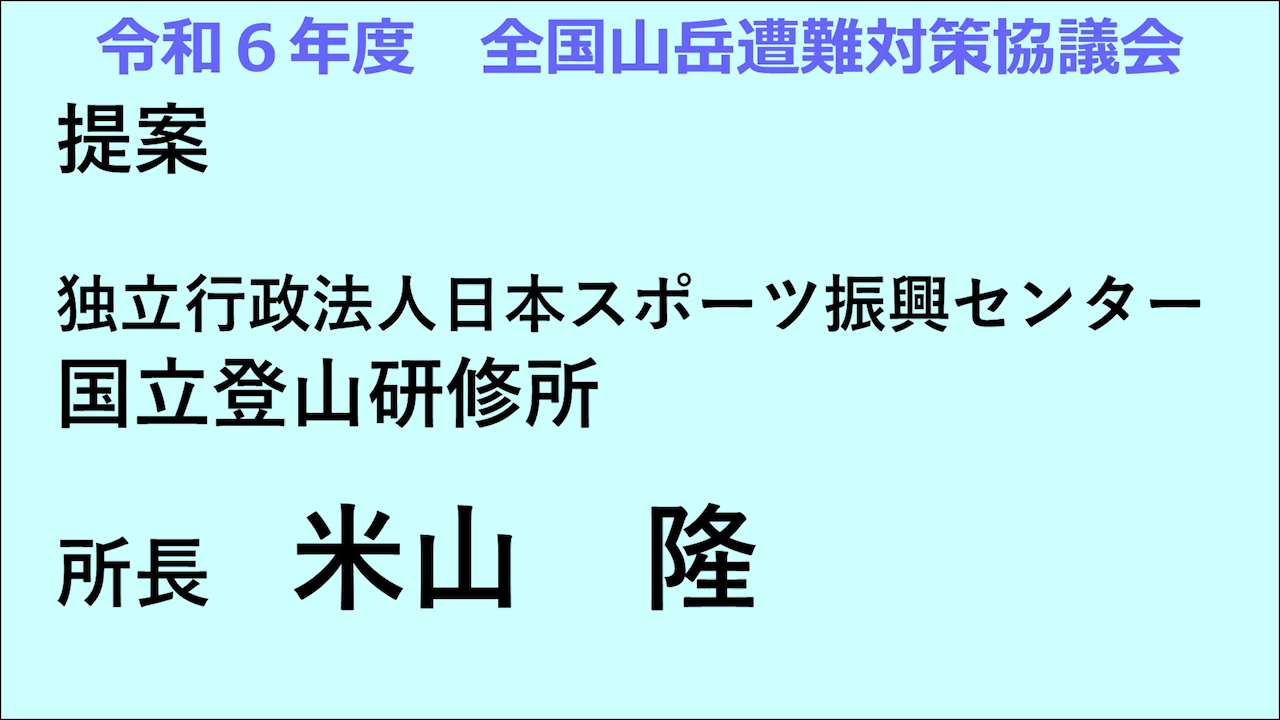 令和６年度　全国山岳遭難対策協議会
提案
独立行政法人日本スポーツ振興センター
国立登山研修所
所長　米山　隆